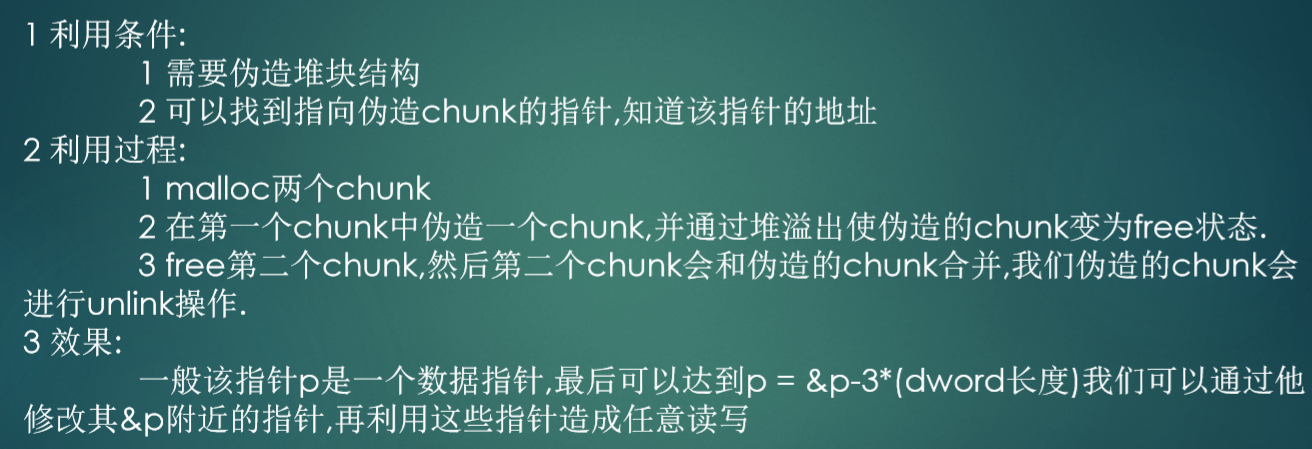 1 利用条件:
1 需要伪造堆块结构
2 可以找到指向伪造chunk的指针,知道该指针的地址
2 利用过程:
1 malloc两个chunk
2 在第一个chunk中伪造一个chunk,并通过堆溢出使伪造的chunk变为free状态.
3 free第二个chunk,然后第二个chunk会和伪造的chunk合并,我们伪造的chunk会
进行unlink操作.
3 效果:
一般该指针p是一个数据指针,最后可以达到p = &p-3*(dword长度)我们可以通过他
修改其&p附近的指针,再利用这些指针造成任意读写